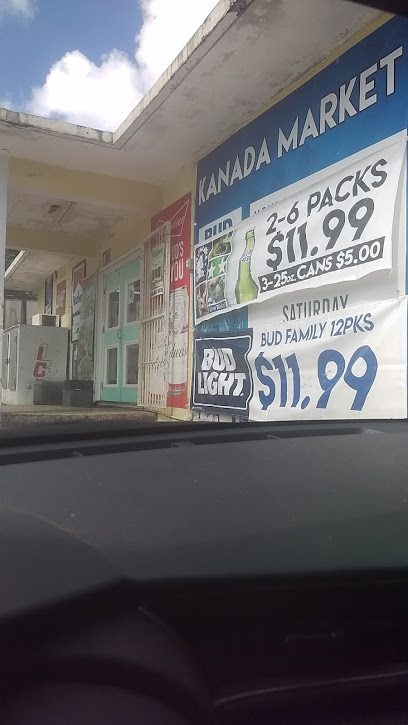 KANADA MARKET
BUD
2-6 PACKS
$11.99
3-25oz. CANS $5.00
SATURDAY
BUD FAMILY 12PKS
$11.99
BUD
LIGHT